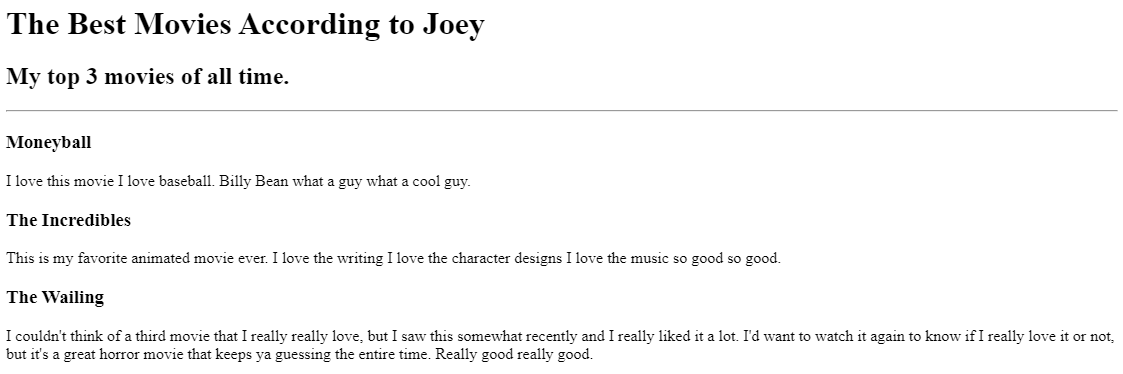 The Best Movies According to Joey
My top 3 movies of all time.
Moneyball
I love this movie I love baseball. Billy Bean what a guy what a cool guy.
The Incredibles
This is my favorite animated movie ever. I love the writing I love the character designs I love the music so good so good.
The Wailing
I couldn't think of a third movie that I really really love, but I saw this somewhat recently and I really liked it a lot. I'd want to watch it again to know if I really love it or not,
but it's a great horror movie that keeps ya guessing the entire time. Really good really good.